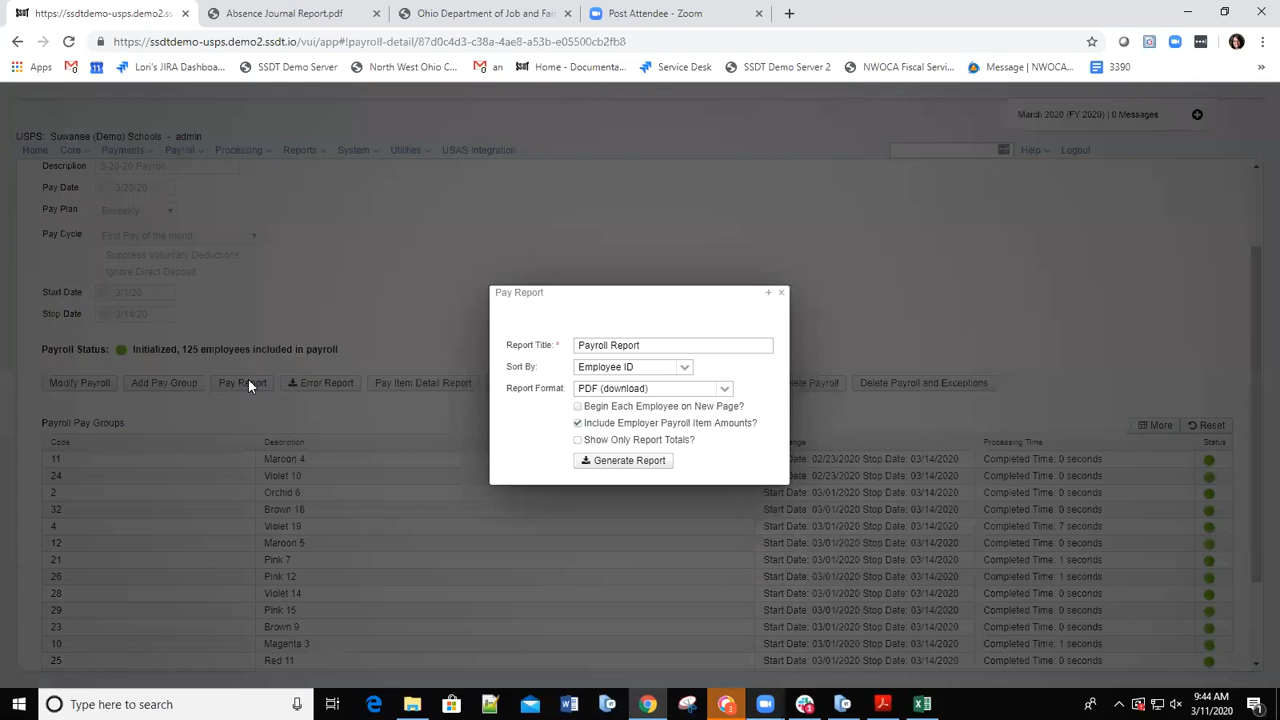 https://ssdtdemo-usps.demo2.ss
Absence Journal Report.pdf
Ohio Department of Job and Fam
Post Attendee - Zoom
https://ssdtdemo-usps.demo2.ssdt.io/vui/app#!payroll-detail/87d0c4d3-c38a-4ae8-a53b-e05500cb2fb8
Apps
11
Lori's JIRA Dashboa...
SSDT Demo Server
North West Ohio C...
an
SSDT
Home - Documenta...
Service Desk
SSDT Demo Server 2
NWOCA Fiscal Servi...
Message | NWOCA...
3390
March 2020 (FY 2020) | 0 Messages
USPS: Suwanee (Demo) Schools - admin
Home Core Payments Payroll Processing Reports System Utilities USAS Integration
Help Logout
Description 3-20-20 Payroll
Pay Date 3/20/20
Pay Plan Biweekly
Pay Cycle First Pay of the month
Suppress Voluntary Deductions
Ignore Direct Deposit
Start Date 3/1/20
Stop Date 3/14/20
Payroll Status: Initialized, 125 employees included in payroll
Modify Payroll Add Pay Group Pay Report Error Report Pay Item Detail Report
Delete Payroll and Exceptions
Pay Report
Report Title: * Payroll Report
Sort By: Employee ID
Report Format: PDF (download)
Begin Each Employee on New Page?
Include Employer Payroll Item Amounts?
Show Only Report Totals?
Generate Report
Payroll Pay Groups
More Reset
Code Description Processing Time Status
11 Maroon 4 Start Date: 02/23/2020 Stop Date: 03/14/2020 Completed Time: 0 seconds
24 Violet 10 Start Date: 02/23/2020 Stop Date: 03/14/2020 Completed Time: 0 seconds
2 Orchid 6 Start Date: 03/01/2020 Stop Date: 03/14/2020 Completed Time: 0 seconds
32 Brown 18 Start Date: 03/01/2020 Stop Date: 03/14/2020 Completed Time: 0 seconds
4 Violet 19 Start Date: 03/01/2020 Stop Date: 03/14/2020 Completed Time: 7 seconds
12 Maroon 5 Start Date: 03/01/2020 Stop Date: 03/14/2020 Completed Time: 0 seconds
21 Pink 7 Start Date: 03/01/2020 Stop Date: 03/14/2020 Completed Time: 1 seconds
26 Pink 12 Start Date: 03/01/2020 Stop Date: 03/14/2020 Completed Time: 0 seconds
28 Violet 14 Start Date: 03/01/2020 Stop Date: 03/14/2020 Completed Time: 0 seconds
29 Pink 15 Start Date: 03/01/2020 Stop Date: 03/14/2020 Completed Time: 0 seconds
23 Brown 9 Start Date: 03/01/2020 Stop Date: 03/14/2020 Completed Time: 0 seconds
10 Magenta 3 Start Date: 03/01/2020 Stop Date: 03/14/2020 Completed Time: 1 seconds
25 Red 11 Start Date: 03/01/2020 Stop Date: 03/14/2020 Completed Time: 0 seconds
Type here to search
9:44 AM
3/11/2020